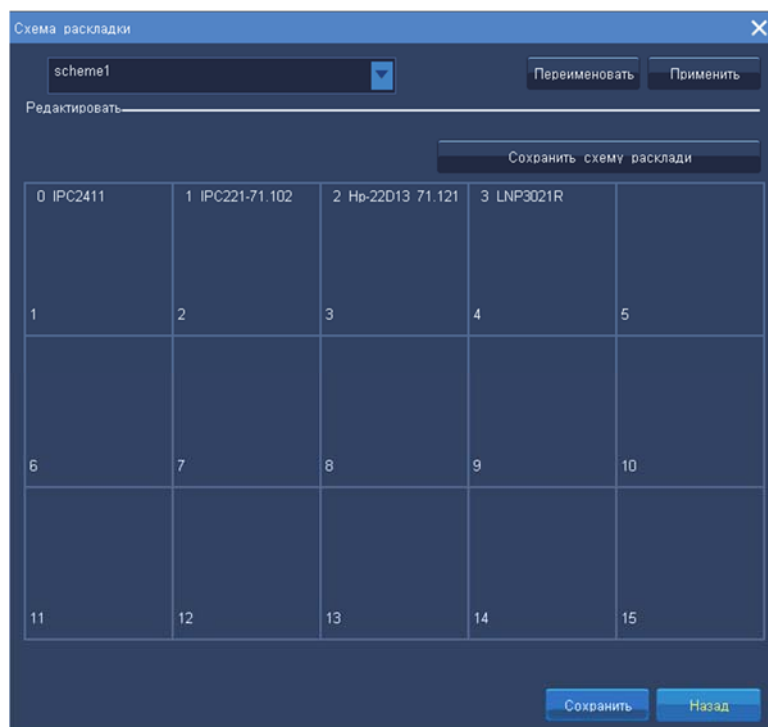 Схема раскладки
scheme1
Переименовать Применить
Редактировать
Сохранить схему расклади
0 IPC2411 1 IPC221-71.102 2 Hp-22D13 71.121 3 LNP3021R
1 2 3 4 5
6 7 8 9 10
11 12 13 14 15
Сохранить Назад